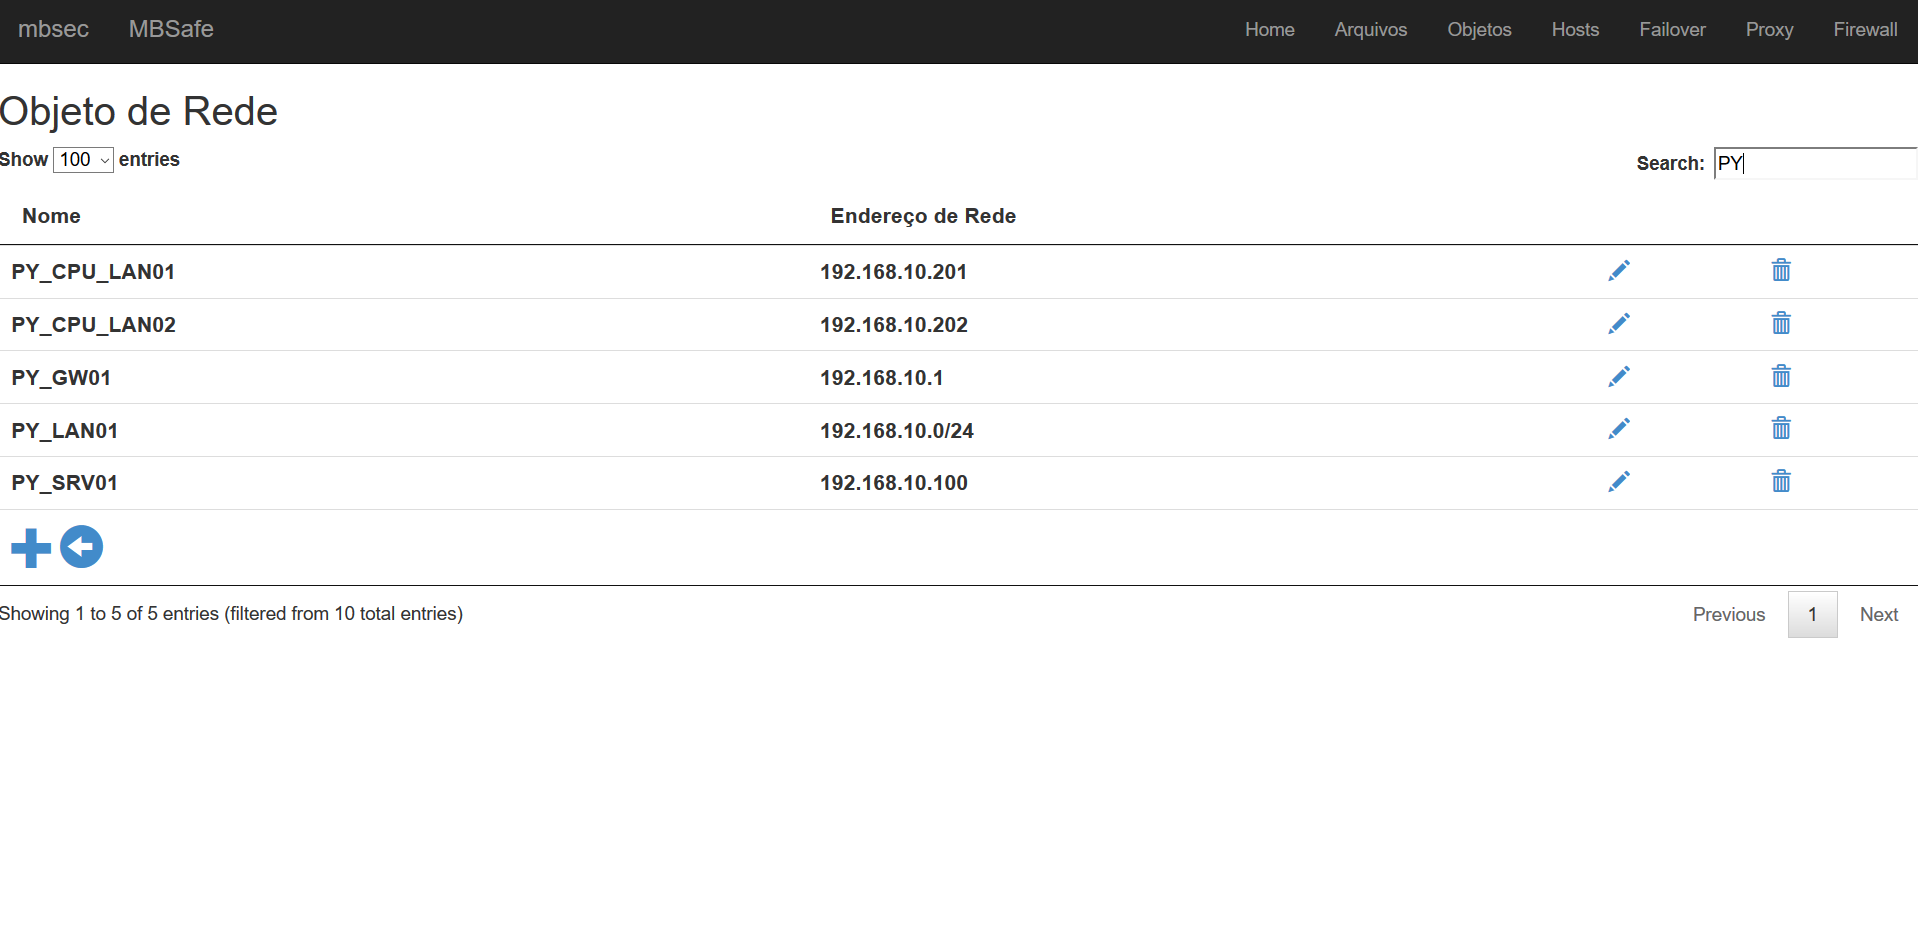 mbsec MBSafe Home Arquivos Objetos Hosts Failover Proxy Firewall
Objeto de Rede
Show 100 entries Search: PY
Nome Endereço de Rede
PY_CPU_LAN01 192.168.10.201
PY_CPU_LAN02 192.168.10.202
PY_GW01 192.168.10.1
PY_LAN01 192.168.10.0/24
PY_SRV01 192.168.10.100
Showing 1 to 5 of 5 entries (filtered from 10 total entries) Previous 1 Next